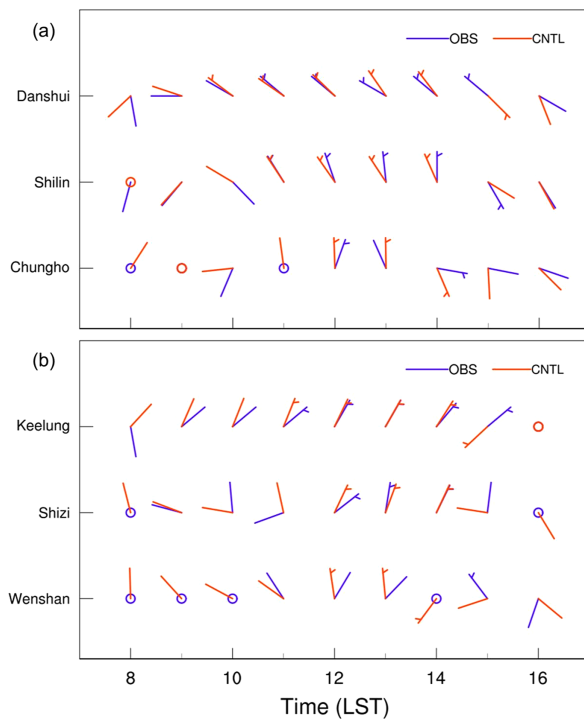 (a)
OBS CNTL
Danshui
Shilin
Chungho
(b)
OBS CNTL
Keelung
Shizi
Wenshan
8 10 12 14 16
Time (LST)